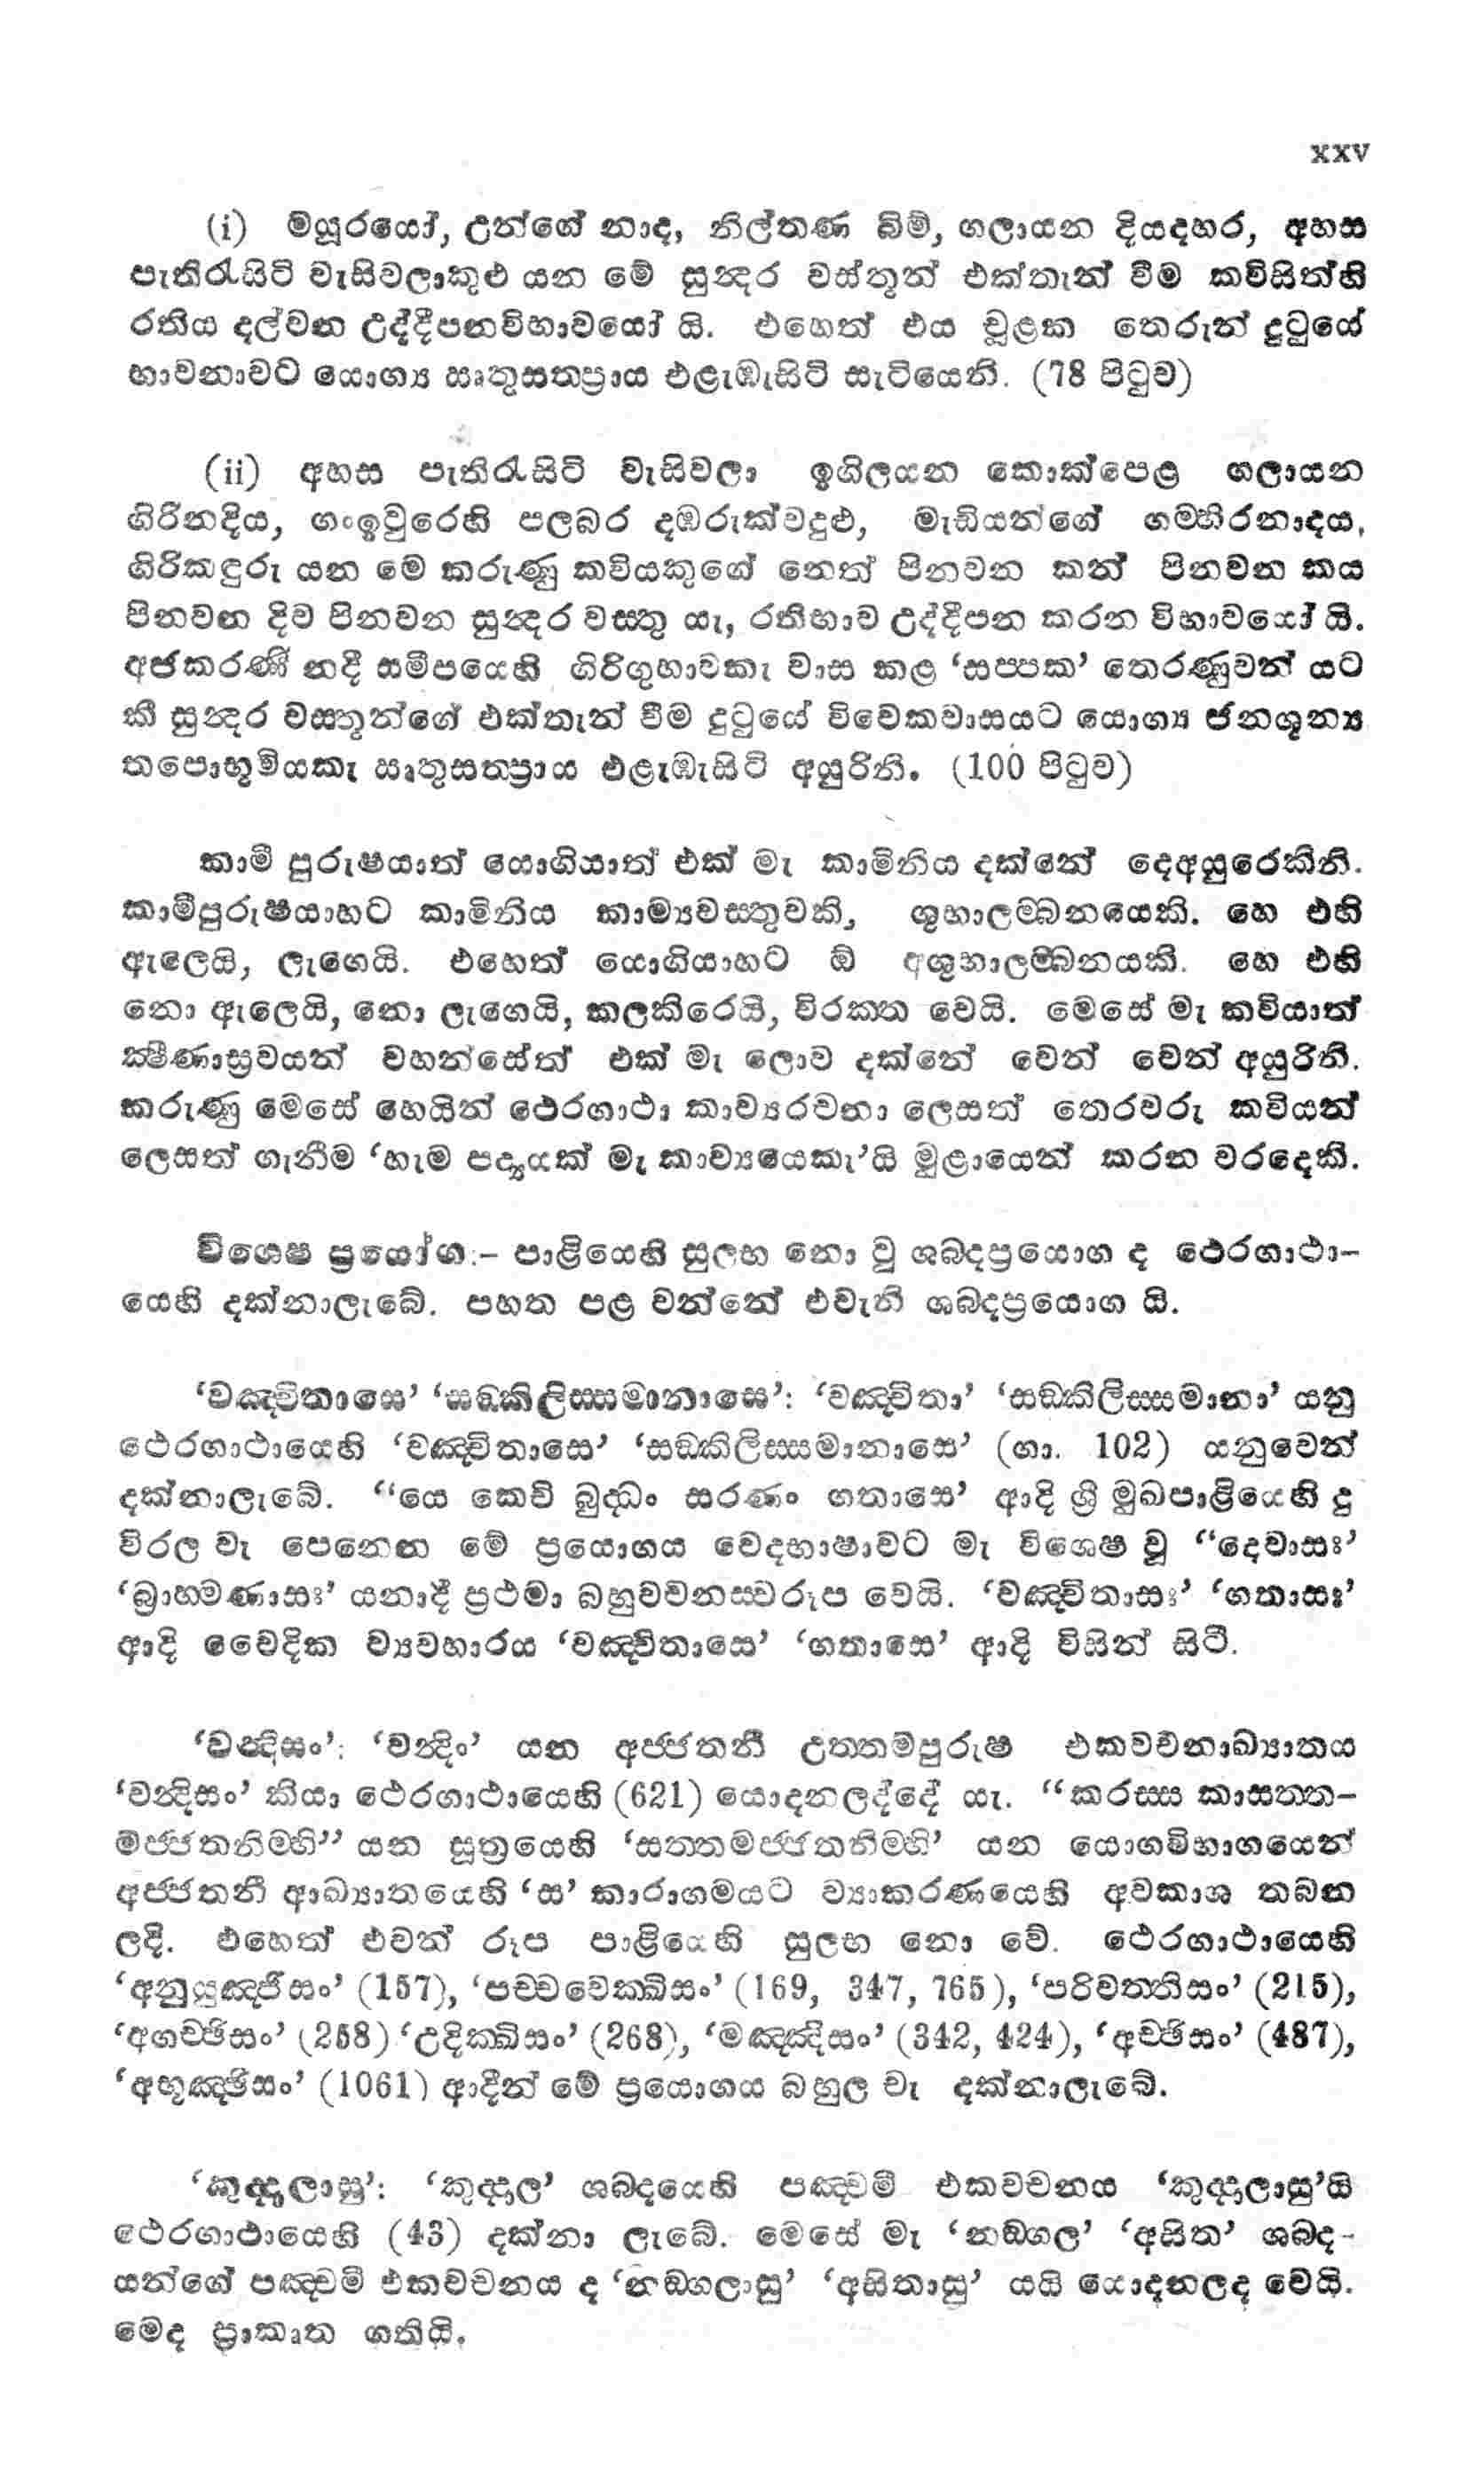 xxv
(i) මයූරයෝ, උන්ගේ නාද, නිල්තණ බිම්, ගලායන දියදහර, අහස
පැතිරැසිටි වැසිවලාකුළු යන මේ සුන්‍දර වස්තූන් එක්තැන් වීම කවිසිත්හි
රතිය දල්වන උද්දීපනවිභාවයෝ යි. එහෙත් එය චූළක තෙරුන් දුටුයේ
භාවනාවට යොග්‍ය ඍතුසතප්‍රාය එළැඹැසිටි සැටියෙනි. (78 පිටුව)
(ii) අහස පැතිරැසිටි වැසිවලා ඉගිලයන කොක්පෙළ ගලායන
ගිරිනදිය, ගංඉවුරෙහි පලබර දඹරුක්වදුළු, මැඩියන්ගේ ගම්භිරනාදය,
ගිරිකඳුරු යන මෙ කරුණු කවියකුගේ නෙත් පිනවන කන් පිනවන කය
පිනවන දිව පිනවන සුන්‍දර වස්තු යැ, රතිභාව උද්දීපන කරන විභාවයෝ යි.
අජකරණී නදී සමීපයෙහි ගිරිගුහාවකැ වාස කළ ‘සප්පක’ තෙරණුවන් යට
කී සුන්‍දර වස්තූන්ගේ එක්තැන් වීම දුටුයේ විවෙකවාසයට යොග්‍ය ජනශූන්‍ය
තපොභූමියකැ ඍතුසතප්‍රාය එළැඹැසිටි අයුරිනි. (100 පිටුව)
කාමී පුරුෂයාත් යොගියාත් එක් මැ කාමිනිය දක්නේ දෙඅයුරෙකිනි.
කාමීපුරුෂයාහට කාමිනිය කාම්‍යවස්තුවකි, ශුභාලම්බනයෙකි. හෙ එහි
ඇලෙයි, ලැගෙයි. එහෙත් යොගියාහට ඕ අශුභාලම්බනයකි. හෙ එහි
නො ඇලෙයි, නො ලැගෙයි, කලකිරෙයි, විරක්ත වෙයි. මෙසේ මැ කවියාත්
ක්‍ෂීණාස්‍රවයන් වහන්සේත් එක් මැ ලොව දක්නේ වෙන් වෙන් අයුරිනි.
කරුණු මෙසේ හෙයින් ථෙරගාථා කාව්‍යරචනා ලෙසත් තෙරවරු කවියන්
ලෙසත් ගැනීම ‘හැම පද්‍යයක් මැ කාව්‍යයෙකැ’යි මුළායෙන් කරන වරදෙකි.
විශෙෂ ප්‍රයෝග:- පාළියෙහි සුලභ නො වූ ශබ්දප්‍රයොග ද ථෙරගාථා-
යෙහි දක්නාලැබේ. පහත පළ වන්නේ එවැනි ශබ්දප්‍රයොග යි.
‘වඤ්චිතාසෙ’ ‘සඞ්කිලිස්සමානාසෙ’: ‘වඤ්චිතා’ ‘සඞ්කිලිස්සමානා’ යනු
ථෙරගාථායෙහි ‘වඤ්චිතාසෙ’ ‘සඞ්කිලිස්සමානාසෙ’ (ගා. 102) යනුවෙන්
දක්නාලැබේ. “යෙ කෙචි බුද්ධං සරණං ගතාසෙ’ ආදි ශ්‍රී මුඛපාළියෙහි දු
විරල වැ පෙනෙන මේ ප්‍රයොගය වෙදභාෂාවට මැ විශෙෂ වූ “දෙවාසඃ’
‘බ්‍රාහ්මණාසඃ’ යනාදී ප්‍රථමා බහුවචනස්වරූප වෙයි. ‘වඤ්චිතාසඃ’ ‘ගතාසඃ’
ආදි වෛදික ව්‍යවහාරය ‘වඤ්චිතාසෙ’ ‘ගතාසෙ’ ආදි විසින් සිටී.
‘වන්‍දිසං’: ‘වන්‍දිං’ යන අජ්ජතනී උත්තමපුරුෂ එකවචනාඛ්‍යාතය
‘වන්‍දිසං’ කියා ථෙරගාථායෙහි (621) යොදනලද්දේ යැ. “කරස්ස කාසත්ත-
මජ්ජතනිම්හි” යන සූත්‍රයෙහි ‘සත්තමජ්ජතනිම්හි’ යන යොගවිභාගයෙන්
අජ්ජතනී ආඛ්‍යාතයෙහි ‘ස’ කාරාගමයට ව්‍යාකරණයෙහි අවකාශ තබන
ලදි. එහෙත් එවන් රූප පාළියෙහි සුලභ නො වේ. ථෙරගාථායෙහි
‘අනුයුඤ්ජිසං’ (157), ‘පච්චවෙක්ඛිසං’ (169, 347, 765), ‘පරිවත්තිසං’ (215),
‘අගච්ඡිසං’ (258) ‘උදික්ඛිසං’ (268), ‘මඤ්ඤිසං’ (342, 424), ‘අච්ඡිසං’ (487),
‘අභුඤ්ජිසං’ (1061) ආදීන් මේ ප්‍රයොගය බහුල වැ දක්නාලැබේ.
‘කුද්දාලාසු’: ‘කුද්දාල’ ශබ්දයෙහි පඤ්චමී එකවචනය ‘කුද්දාලාසු’යි
ථෙරගාථායෙහි (43) දක්නා ලැබේ. මෙසේ මැ ‘නඞ්ගල’ ‘අසිත’ ශබ්ද-
යන්ගේ පඤ්චමී එකවචනය ද ‘නඞ්ගලාසු’ ‘අසිතාසු’ යයි යොදනලද වෙයි.
මෙද ප්‍රාකෘත ගතියි.